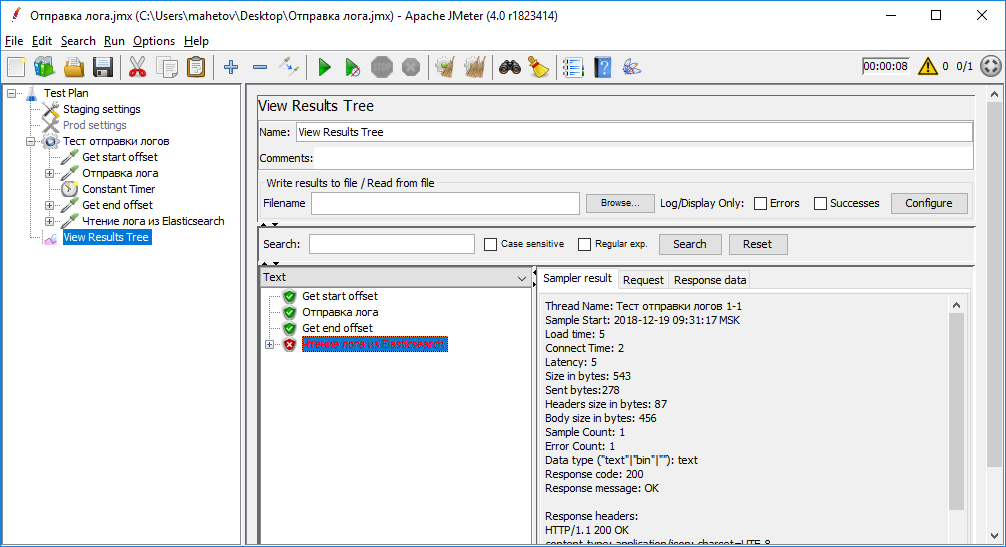 Отправка лога.jmx (C:\Users\mahetov\Desktop\Отправка лога.jmx) - Apache JMeter (4.0 r1823414)
File Edit Search Run Options Help
00:00:08 0 0/1
Test Plan
Staging settings
Prod settings
Тест отправки логов
Get start offset
Отправка лога
Constant Timer
Get end offset
Чтение лога из Elasticsearch
View Results Tree
View Results Tree
Name: View Results Tree
Comments:
Write results to file / Read from file
Filename Browse... Log/Display Only: Errors Successes Configure
Search: Case sensitive Regular exp. Search Reset
Text
Get start offset
Отправка лога
Get end offset
Чтение лога из Elasticsearch
Sampler result Request Response data
Thread Name: Тест отправки логов 1-1
Sample Start: 2018-12-19 09:31:17 MSK
Load time: 5
Connect Time: 2
Latency: 5
Size in bytes: 543
Sent bytes:278
Headers size in bytes: 87
Body size in bytes: 456
Sample Count: 1
Error Count: 1
Data type ("text"|"bin"|""): text
Response code: 200
Response message: OK
Response headers:
HTTP/1.1 200 OK
content-type: application/json; charset=UTF-8